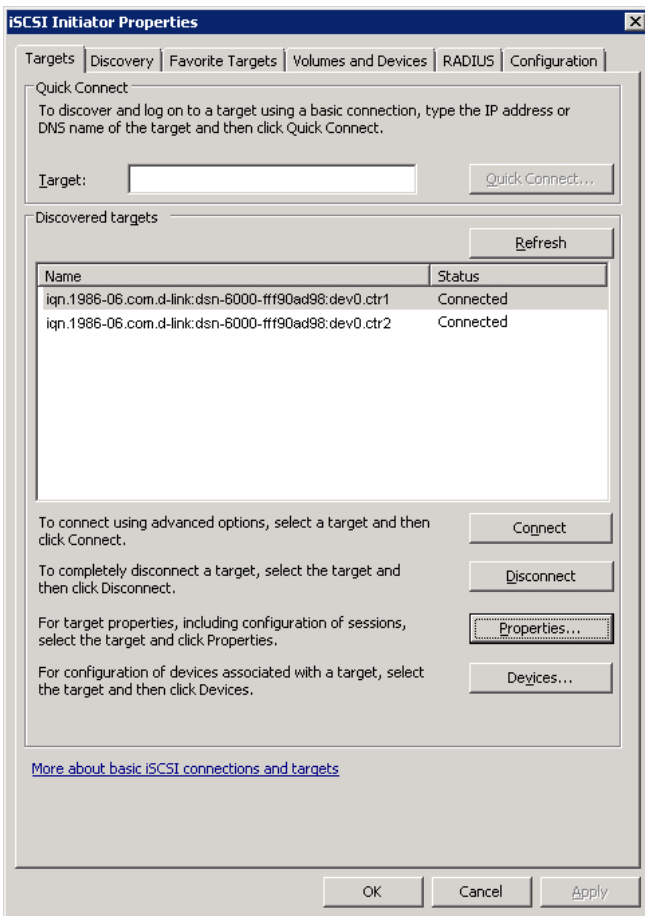 iSCSI Initiator Properties
Targets Discovery Favorite Targets Volumes and Devices RADIUS Configuration
Quick Connect
To discover and log on to a target using a basic connection, type the IP address or
DNS name of the target and then click Quick Connect.
Target: Quick Connect...
Discovered targets
Refresh
Name Status
iqn.1986-06.com.d-link:dsn-6000-fff90ad98:dev0.ctr1 Connected
iqn.1986-06.com.d-link:dsn-6000-fff90ad98:dev0.ctr2 Connected
To connect using advanced options, select a target and then
click Connect.
Connect
To completely disconnect a target, select the target and
then click Disconnect.
Disconnect
For target properties, including configuration of sessions,
select the target and click Properties.
Properties...
For configuration of devices associated with a target, select
the target and then click Devices.
Devices...
More about basic iSCSI connections and targets
OK Cancel Apply